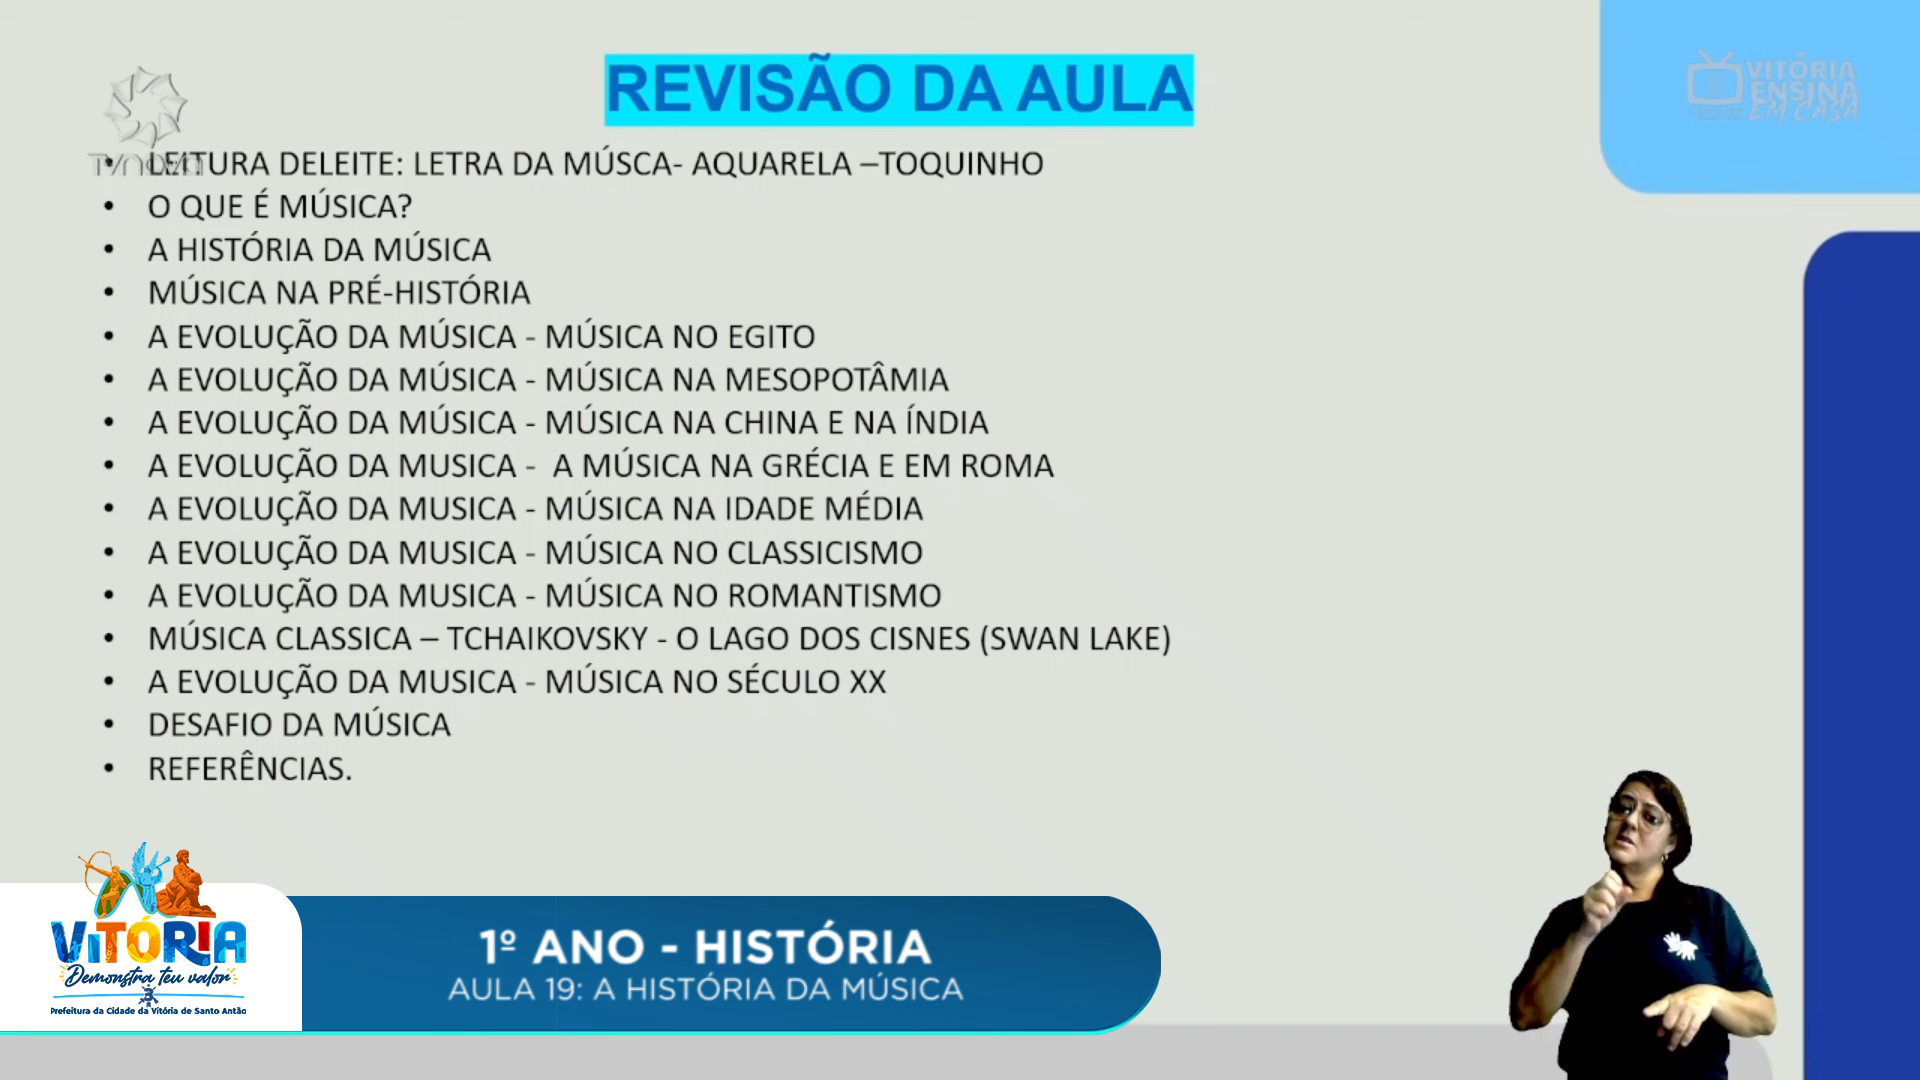 REVISÃO DA AULA
VITÓRIA
ENSINA
EM CASA
TV nova
• LEITURA DELEITE: LETRA DA MÚSCA- AQUARELA –TOQUINHO
• O QUE É MÚSICA?
• A HISTÓRIA DA MÚSICA
• MÚSICA NA PRÉ-HISTÓRIA
• A EVOLUÇÃO DA MÚSICA - MÚSICA NO EGITO
• A EVOLUÇÃO DA MÚSICA - MÚSICA NA MESOPOTÂMIA
• A EVOLUÇÃO DA MÚSICA - MÚSICA NA CHINA E NA ÍNDIA
• A EVOLUÇÃO DA MUSICA - A MÚSICA NA GRÉCIA E EM ROMA
• A EVOLUÇÃO DA MUSICA - MÚSICA NA IDADE MÉDIA
• A EVOLUÇÃO DA MUSICA - MÚSICA NO CLASSICISMO
• A EVOLUÇÃO DA MUSICA - MÚSICA NO ROMANTISMO
• MÚSICA CLASSICA – TCHAIKOVSKY - O LAGO DOS CISNES (SWAN LAKE)
• A EVOLUÇÃO DA MUSICA - MÚSICA NO SÉCULO XX
• DESAFIO DA MÚSICA
• REFERÊNCIAS.
VITÓRIA
Demonstra teu valor
Prefeitura da Cidade da Vitória de Santo Antão
1º ANO - HISTÓRIA
AULA 19: A HISTÓRIA DA MÚSICA